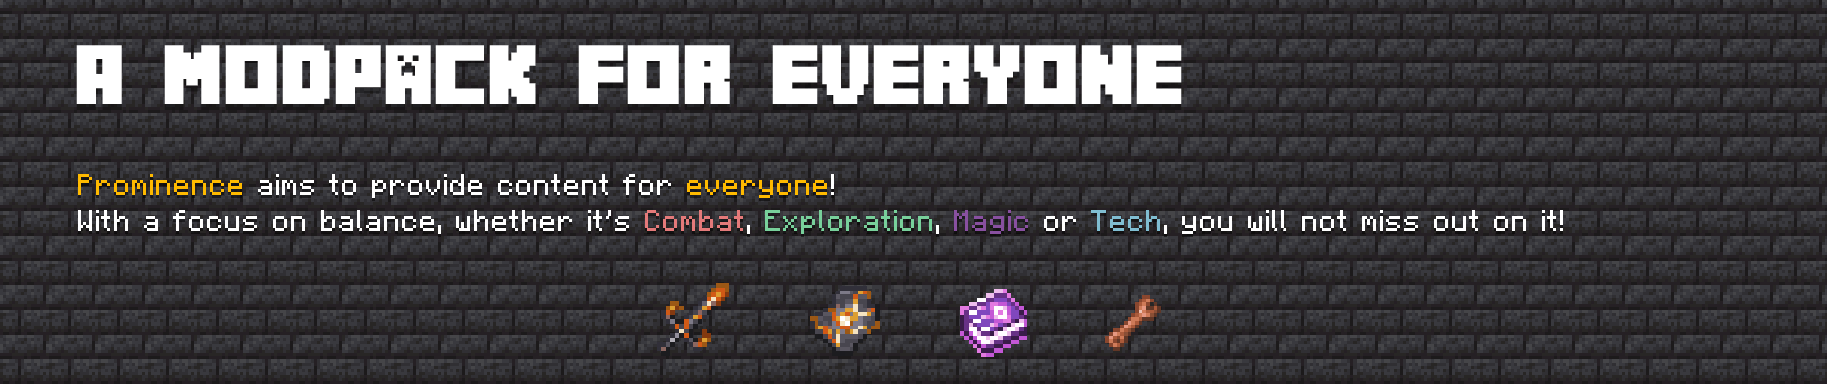 A MODPACK FOR EVERYONE
Prominence aims to provide content for everyone!
With a focus on balance, whether it's Combat, Exploration, Magic or Tech, you will not miss out on it!